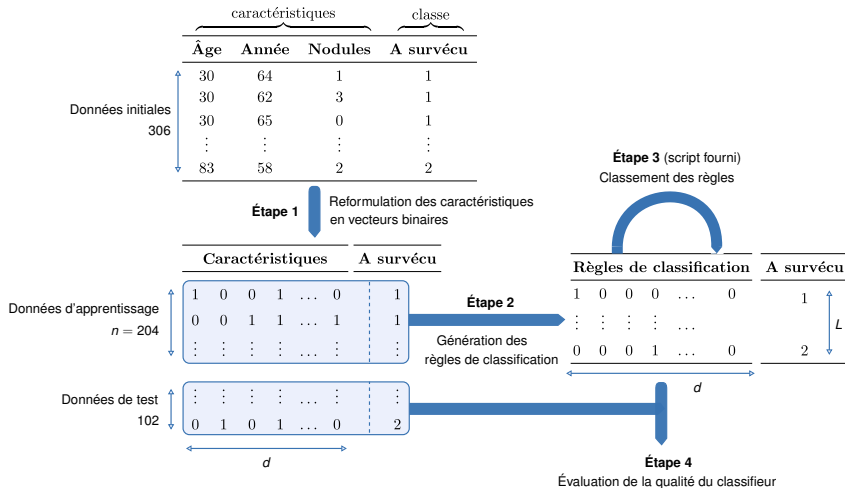 caractéristiques classe
Âge Année Nodules A survécu
30 64 1 1
30 62 3 1
30 65 0 1
⋮ ⋮ ⋮ ⋮
83 58 2 2
Données initiales
306
Étape 1
Reformulation des caractéristiques
en vecteurs binaires
Étape 3 (script fourni)
Classement des règles
Caractéristiques A survécu
1 0 0 1 … 0 1
0 0 1 1 … 1 1
⋮ ⋮ ⋮ ⋮ … ⋮ ⋮
Données d'apprentissage
n = 204
Étape 2
Génération des
règles de classification
Règles de classification A survécu
1 0 0 0 … 0 1
⋮ ⋮ ⋮ ⋮ …
0 0 0 1 … 0 2
L
d
Données de test
102
⋮ ⋮ ⋮ ⋮ … ⋮ ⋮
0 1 0 1 … 0 2
d
Étape 4
Évaluation de la qualité du classifieur